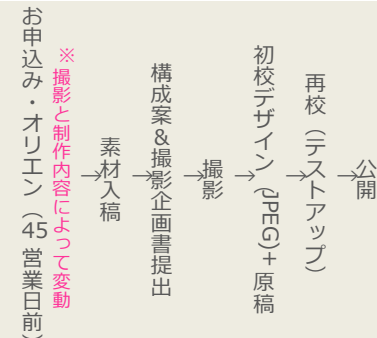 お申込み・オリエン（45営業日前）
※撮影と制作内容によって変動
→
素材入稿
→
構成案＆撮影企画書提出
→
撮影
→
初校デザイン（JPEG)＋原稿
→
再校（テストアップ）
→
公開